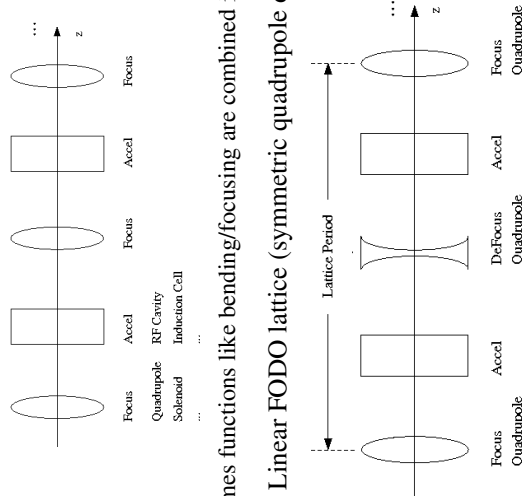 ... z
Focus Accel Focus Accel Focus
Quadrupole RF Cavity
Solenoid Induction Cell
... ...
mes functions like bending/focusing are combined
Linear FODO lattice (symmetric quadrupole
Lattice Period
... z
Focus Accel DeFocus Accel Focus
Quadrupole Quadrupole Quadrupole